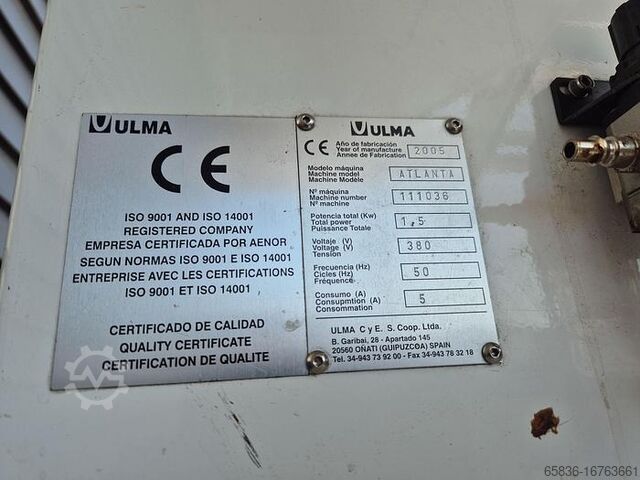 ULMA
CE
ISO 9001 AND ISO 14001
REGISTERED COMPANY
EMPRESA CERTIFICADA POR AENOR
SEGUN NORMAS ISO 9001 E ISO 14001
ENTREPRISE AVEC LES CERTIFICATIONS
ISO 9001 ET ISO 14001
CERTIFICADO DE CALIDAD
QUALITY CERTIFICATE
CERTIFICATION DE QUALITE
ULMA
CE
Año de fabricación
Year of manufacture
Annee de Fabrication
2005
Modelo máquina
Machine model
Machine Modèle
ATLANTA
Nº máquina
Machine number
Nº machine
111036
Potencia total (Kw)
Total power
Puissance Totale
1,5
Voltaje (V)
Voltage (V)
Tension
380
Frecuencia (Hz)
Cicles (Hz)
Fréquence
50
Consumo (A)
Consupmtion (A)
Consommation
5
ULMA C y E. S. Coop. Ltda.
B. Garibai, 28 - Apartado 145
20560 OÑATI (GUIPUZCOA) SPAIN
Tel. 34-943 73 92 00 - Fax 34-943 78 32 18
65836-16763661